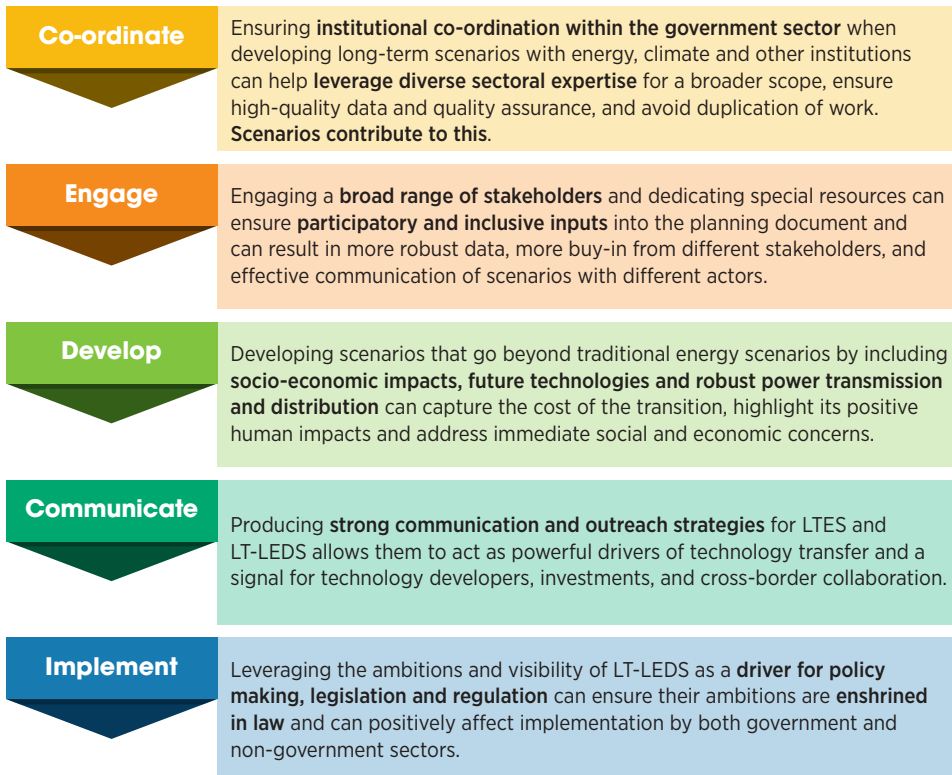 Co-ordinate
Ensuring institutional co-ordination within the government sector when
developing long-term scenarios with energy, climate and other institutions
can help leverage diverse sectoral expertise for a broader scope, ensure
high-quality data and quality assurance, and avoid duplication of work.
Scenarios contribute to this.
Engage
Engaging a broad range of stakeholders and dedicating special resources can
ensure participatory and inclusive inputs into the planning document and
can result in more robust data, more buy-in from different stakeholders, and
effective communication of scenarios with different actors.
Develop
Developing scenarios that go beyond traditional energy scenarios by including
socio-economic impacts, future technologies and robust power transmission
and distribution can capture the cost of the transition, highlight its positive
human impacts and address immediate social and economic concerns.
Communicate
Producing strong communication and outreach strategies for LTES and
LT-LEDS allows them to act as powerful drivers of technology transfer and a
signal for technology developers, investments, and cross-border collaboration.
Implement
Leveraging the ambitions and visibility of LT-LEDS as a driver for policy
making, legislation and regulation can ensure their ambitions are enshrined
in law and can positively affect implementation by both government and
non-government sectors.